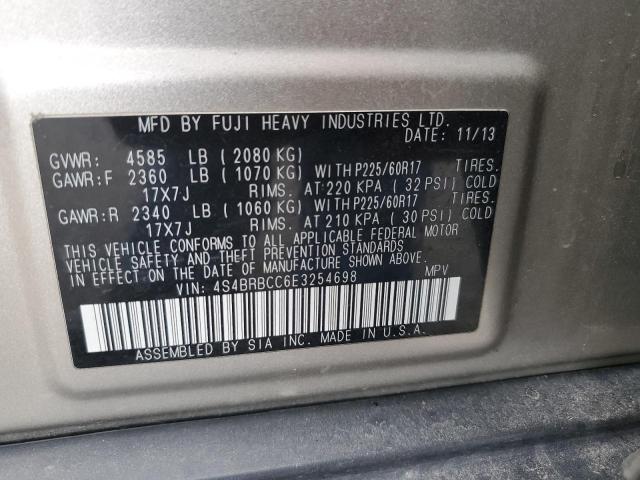 MFD BY FUJI HEAVY INDUSTRIES LTD.
DATE: 11/13
GVWR: 4585 LB ( 2080 KG)
GAWR:F 2360 LB ( 1070 KG) WITH P225/60R17 TIRES.
17X7J RIMS. AT 220 KPA ( 32 PSI) COLD
GAWR:R 2340 LB ( 1060 KG) WITH P225/60R17 TIRES.
17X7J RIMS. AT 210 KPA ( 30 PSI) COLD
THIS VEHICLE CONFORMS TO ALL APPLICABLE FEDERAL MOTOR
VEHICLE SAFETY AND THEFT PREVENTION STANDARDS
IN EFFECT ON THE DATE OF MANUFACTURE SHOWN ABOVE.
VIN: 4S4BRBCC6E3254698 MPV
ASSEMBLED BY SIA INC. MADE IN U.S.A.